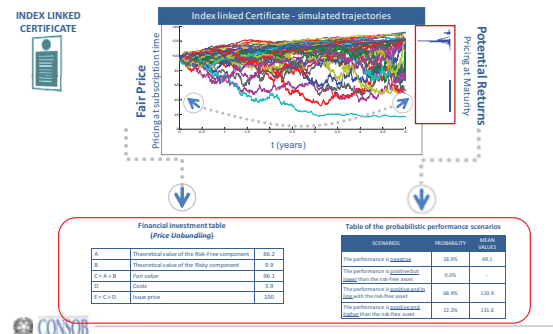 INDEX LINKED
CERTIFICATE
Index linked Certificate - simulated trajectories
Fair Price
Pricing at subscription time
Potential Returns
Pricing at Maturity
t (years)
Financial investment table
(Price Unbundling)
A Theoretical value of the Risk-Free component 86.2
B Theoretical value of the Risky component 9.9
C = A + B Fair value 96.1
D Costs 3.9
E = C + D Issue price 100
Table of the probabilistic performance scenarios
SCENARIOS PROBABILITY MEAN
VALUES
The performance is negative 18.9% 49.1
The performance is positive but
lower than the risk-free asset 0.0% -
The performance is positive and in
line with the risk-free asset 68.9% 120.9
The performance is positive and
higher than the risk-free asset 12.2% 131.6
CONSOB